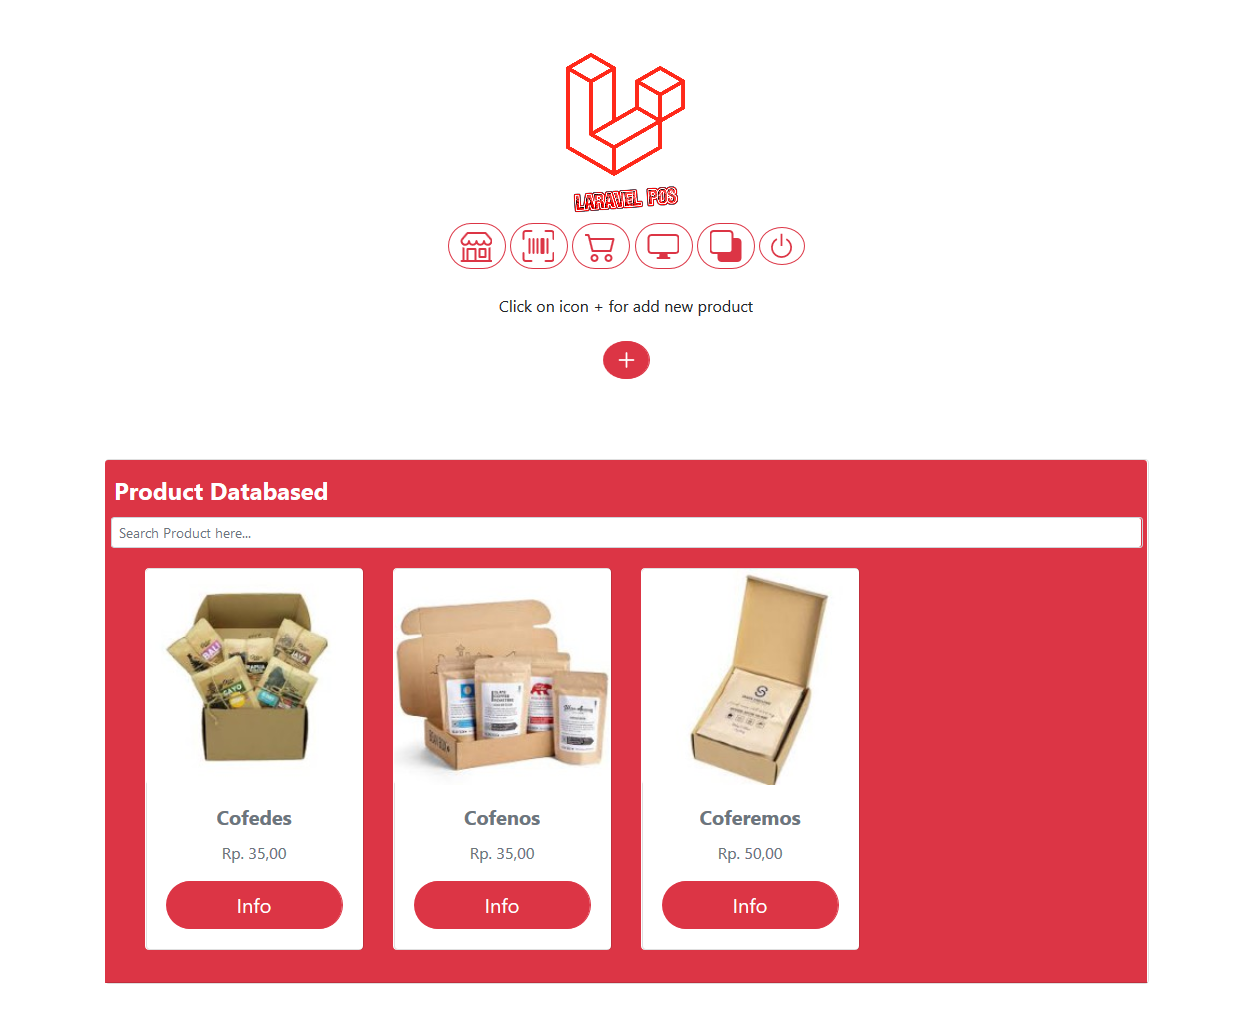 LARAVEL POS
Click on icon + for add new product
Product Databased
Search Product here...
BALI
JAVA
PAPUA
GAYO
Cofedes
Cofenos
Coferemos
Rp. 35,00
Rp. 35,00
Rp. 50,00
Info
Info
Info